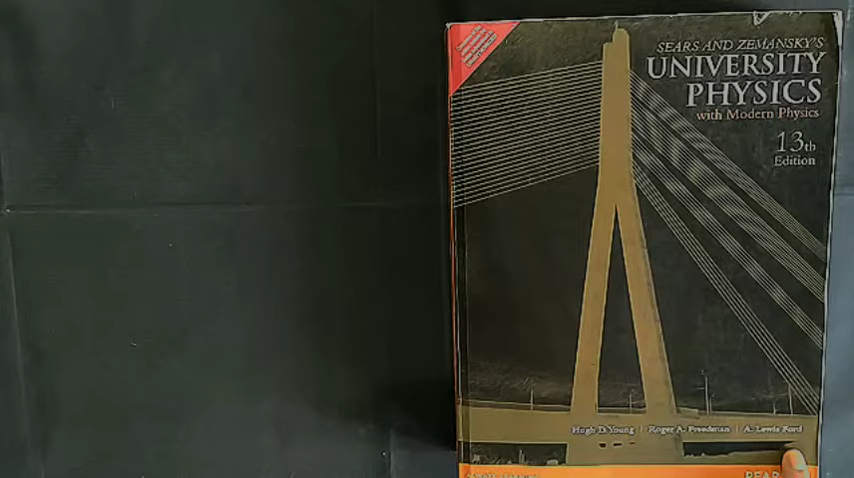 SEARS AND ZEMANSKY'S
UNIVERSITY
PHYSICS
with Modern Physics
13th
Edition
Hugh D. Young | Roger A. Freedman | A. Lewis Ford